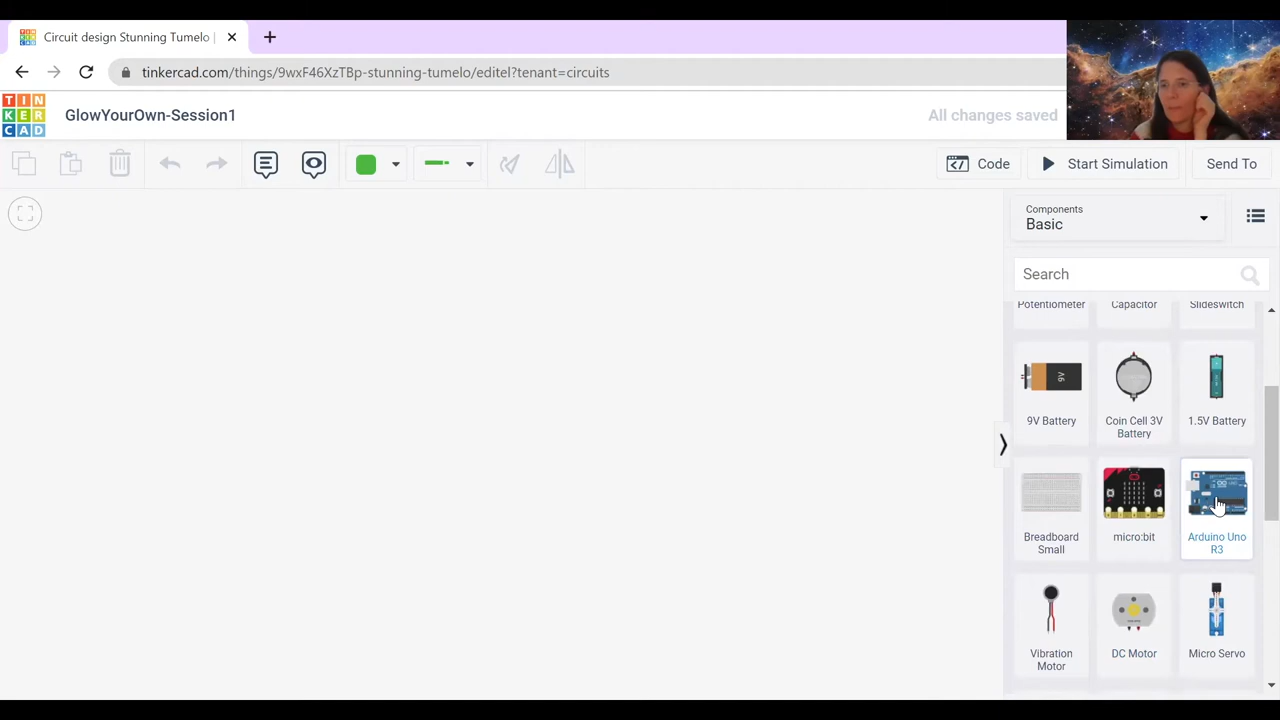 Circuit design Stunning Tumelo |
tinkercad.com/things/9wxF46XzTBp-stunning-tumelo/editel?tenant=circuits
TIN
KER
CAD
GlowYourOwn-Session1
All changes saved
Code
Start Simulation
Send To
Components
Basic
Search
Potentiometer
Capacitor
Slideswitch
9V
9V Battery
Coin Cell 3V
Battery
1.5V Battery
Breadboard
Small
micro:bit
Arduino Uno
R3
Vibration
Motor
DC Motor
Micro Servo